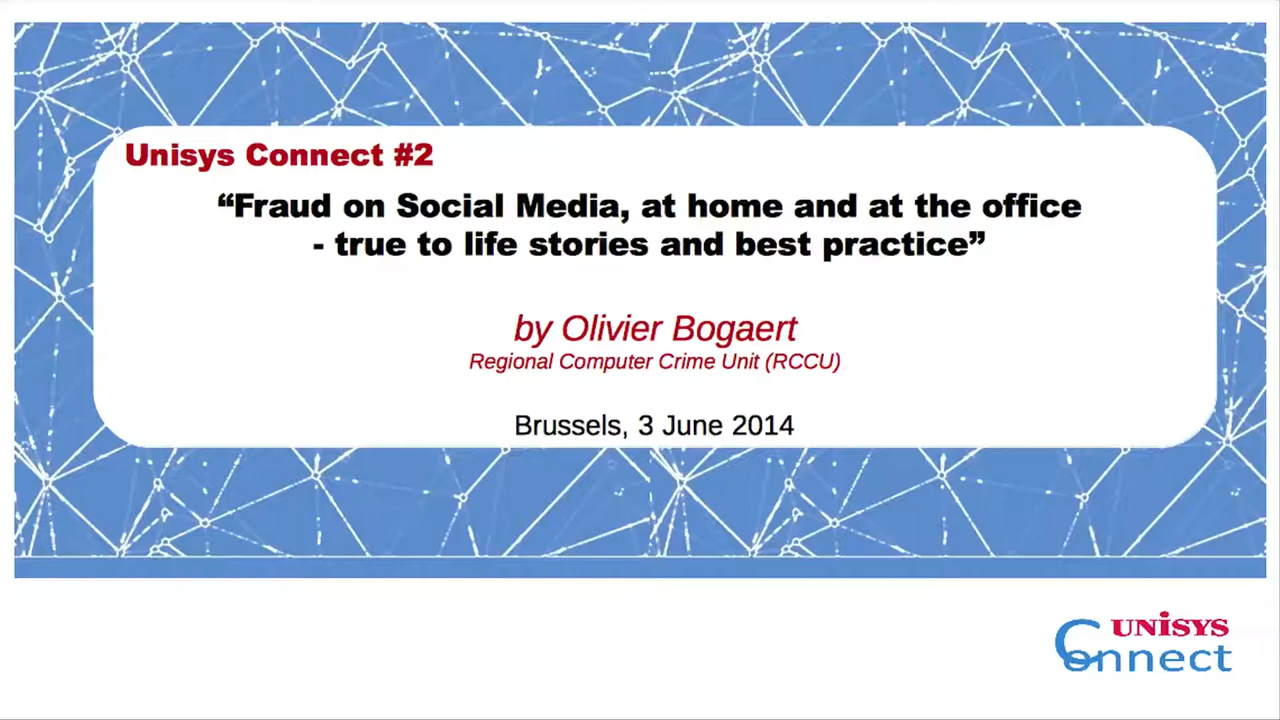 Unisys Connect #2
“Fraud on Social Media, at home and at the office
- true to life stories and best practice”
by Olivier Bogaert
Regional Computer Crime Unit (RCCU)
Brussels, 3 June 2014
UNiSYS
Connect